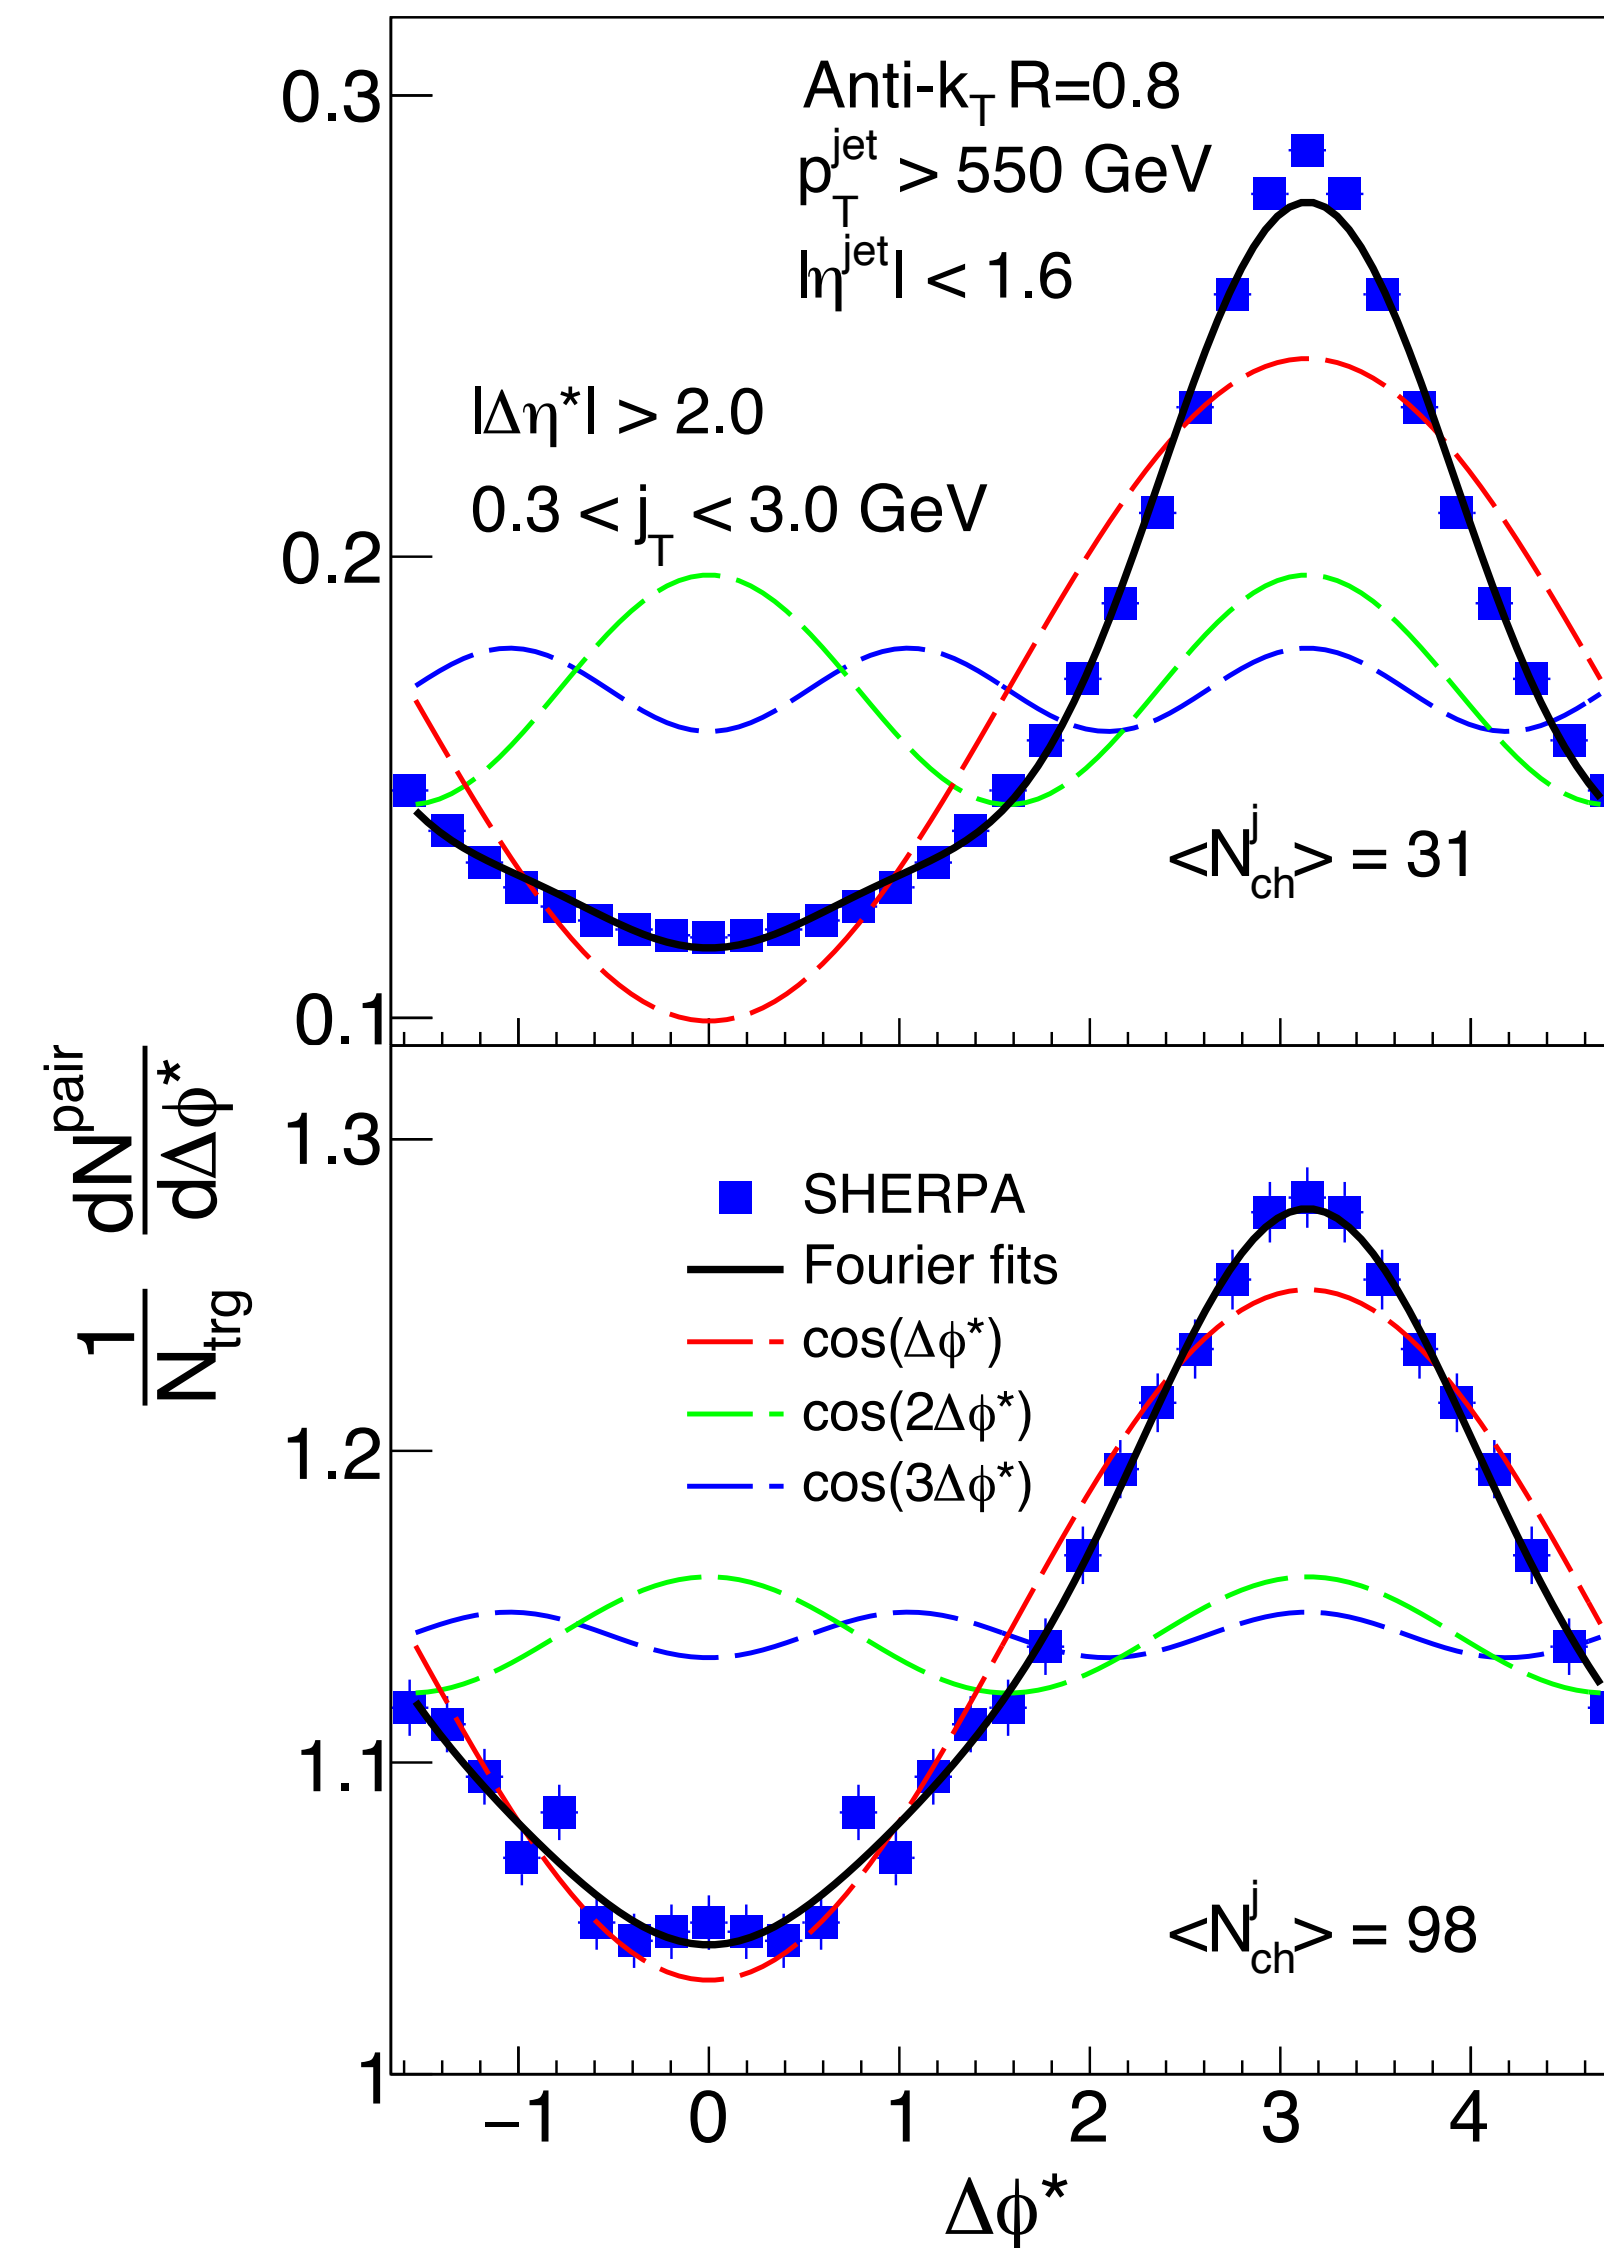 0.3
0.2
0.1
Anti-k_T R=0.8
p_T^jet > 550 GeV
|η^jet| < 1.6
|Δη*| > 2.0
0.3 < j_T < 3.0 GeV
<N_ch^j> = 31
1/N_trg dN^pair/dΔφ*
1.3
1.2
1.1
1
SHERPA
Fourier fits
cos(Δφ*)
cos(2Δφ*)
cos(3Δφ*)
<N_ch^j> = 98
−1 0 1 2 3 4
Δφ*